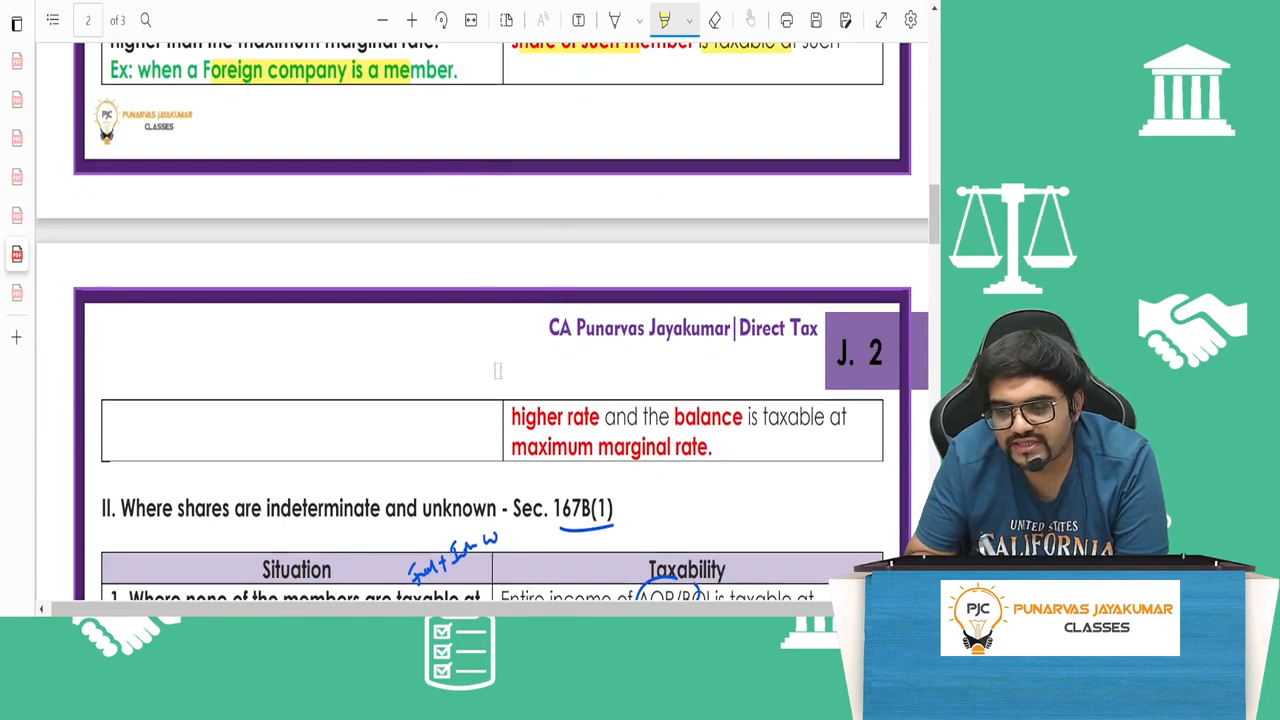 2 of 3
higher than the maximum marginal rate.
Ex: when a Foreign company is a member.
share of such member is taxable at such
PJC PUNARVAS JAYAKUMAR
CLASSES
CA Punarvas Jayakumar|Direct Tax
J. 2
higher rate and the balance is taxable at
maximum marginal rate.
II. Where shares are indeterminate and unknown - Sec. 167B(1)
Situation
Taxability
1. Where none of the members are taxable at
Entire income of AOP/BOI is taxable at
UNITED STATES
CALIFORNIA
PJC PUNARVAS JAYAKUMAR
CLASSES